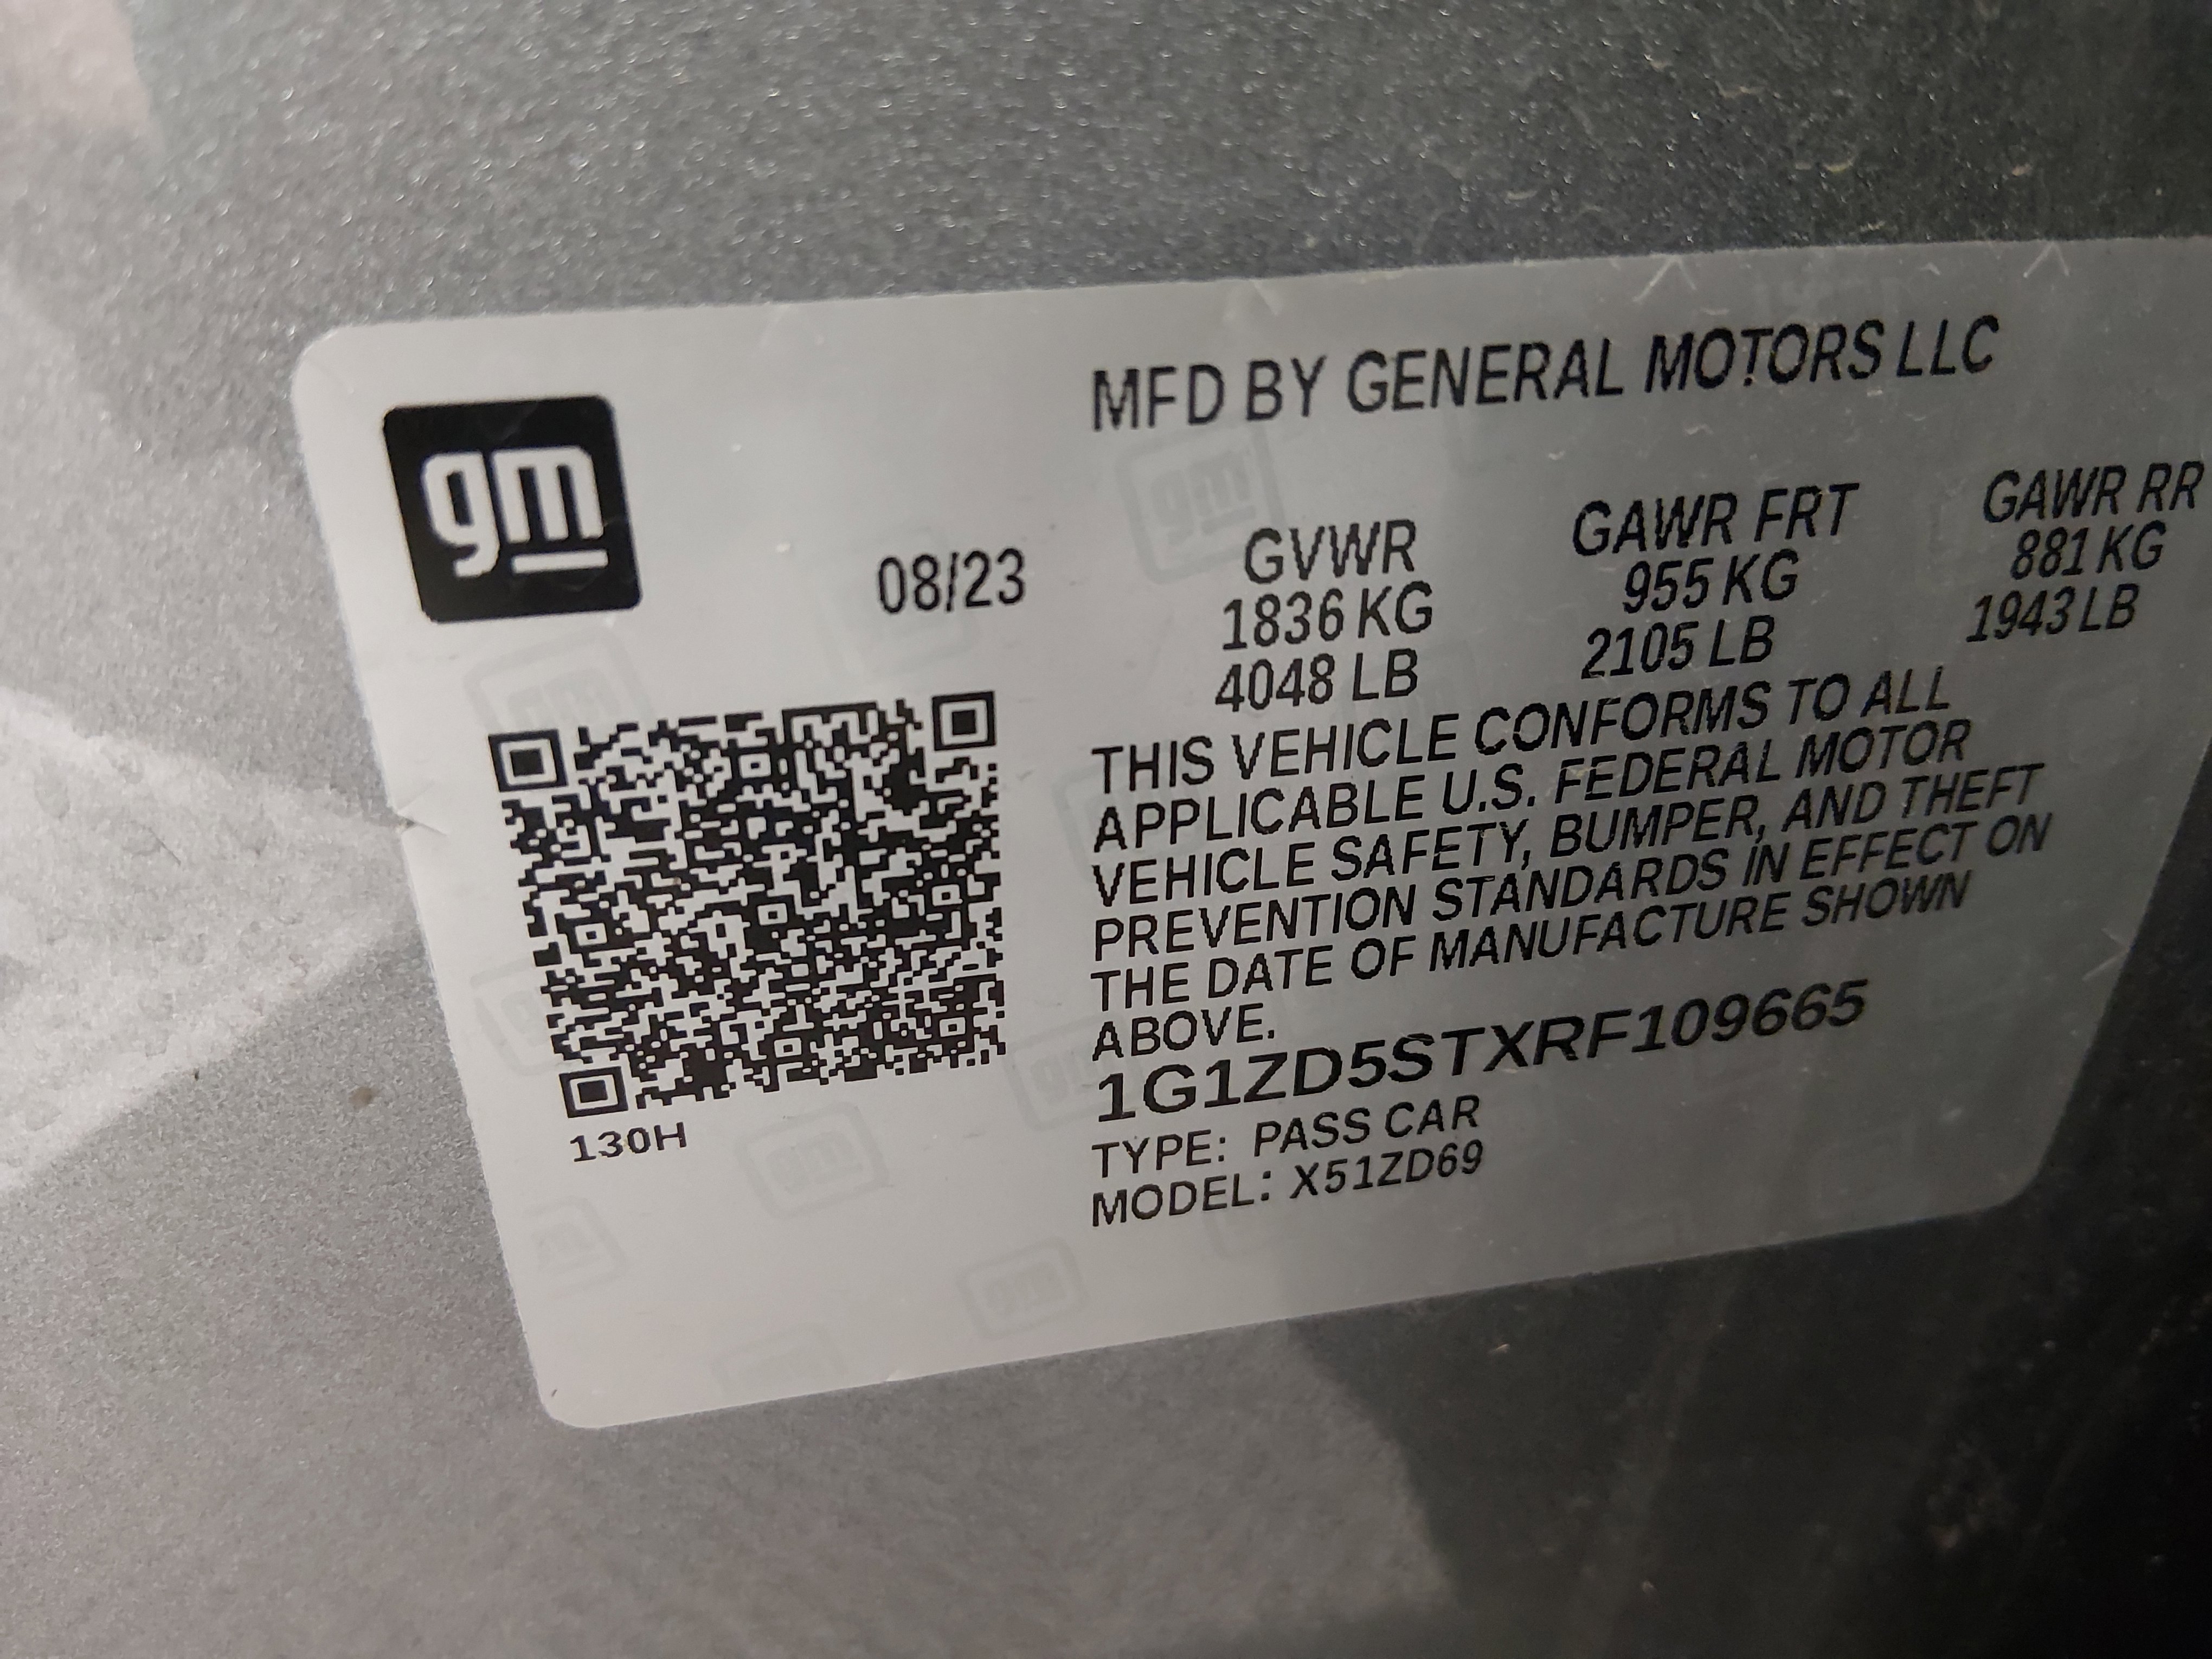 gm
MFD BY GENERAL MOTORS LLC
08/23
GVWR GAWR FRT GAWR RR
1836 KG 955 KG 881 KG
4048 LB 2105 LB 1943 LB
THIS VEHICLE CONFORMS TO ALL
APPLICABLE U.S. FEDERAL MOTOR
VEHICLE SAFETY, BUMPER, AND THEFT
PREVENTION STANDARDS IN EFFECT ON
THE DATE OF MANUFACTURE SHOWN
ABOVE.
1G1ZD5STXRF109665
TYPE: PASS CAR
MODEL: X51ZD69
130H